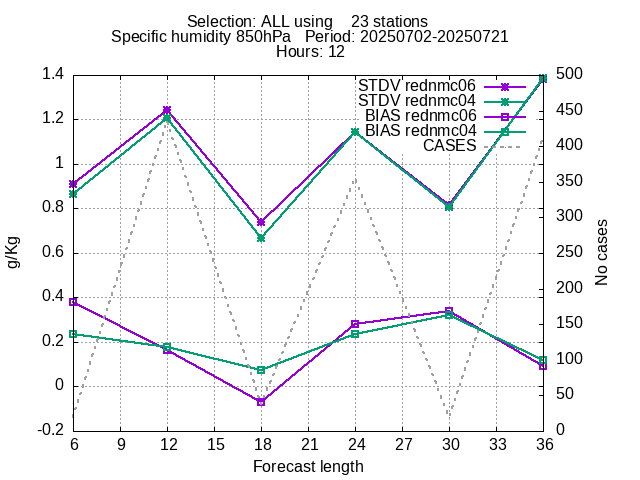 Selection: ALL using 23 stations
Specific humidity 850hPa Period: 20250702-20250721
Hours: 12
STDV rednmc06
STDV rednmc04
BIAS rednmc06
BIAS rednmc04
CASES
1.4
1.2
1
0.8
0.6
0.4
0.2
0
-0.2
g/Kg
500
450
400
350
300
250
200
150
100
50
0
No cases
6 9 12 15 18 21 24 27 30 33 36
Forecast length